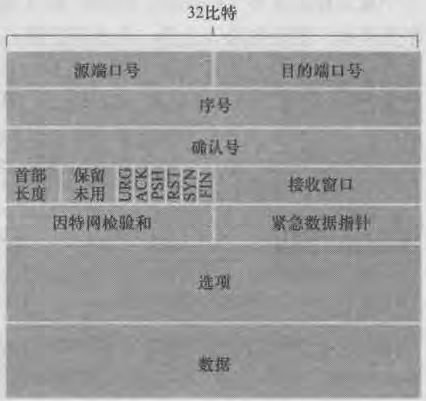 32比特
源端口号 目的端口号
序号
确认号
首部 保留 URG ACK PSH RST SYN FIN 接收窗口
长度 未用
因特网检验和 紧急数据指针
选项
数据